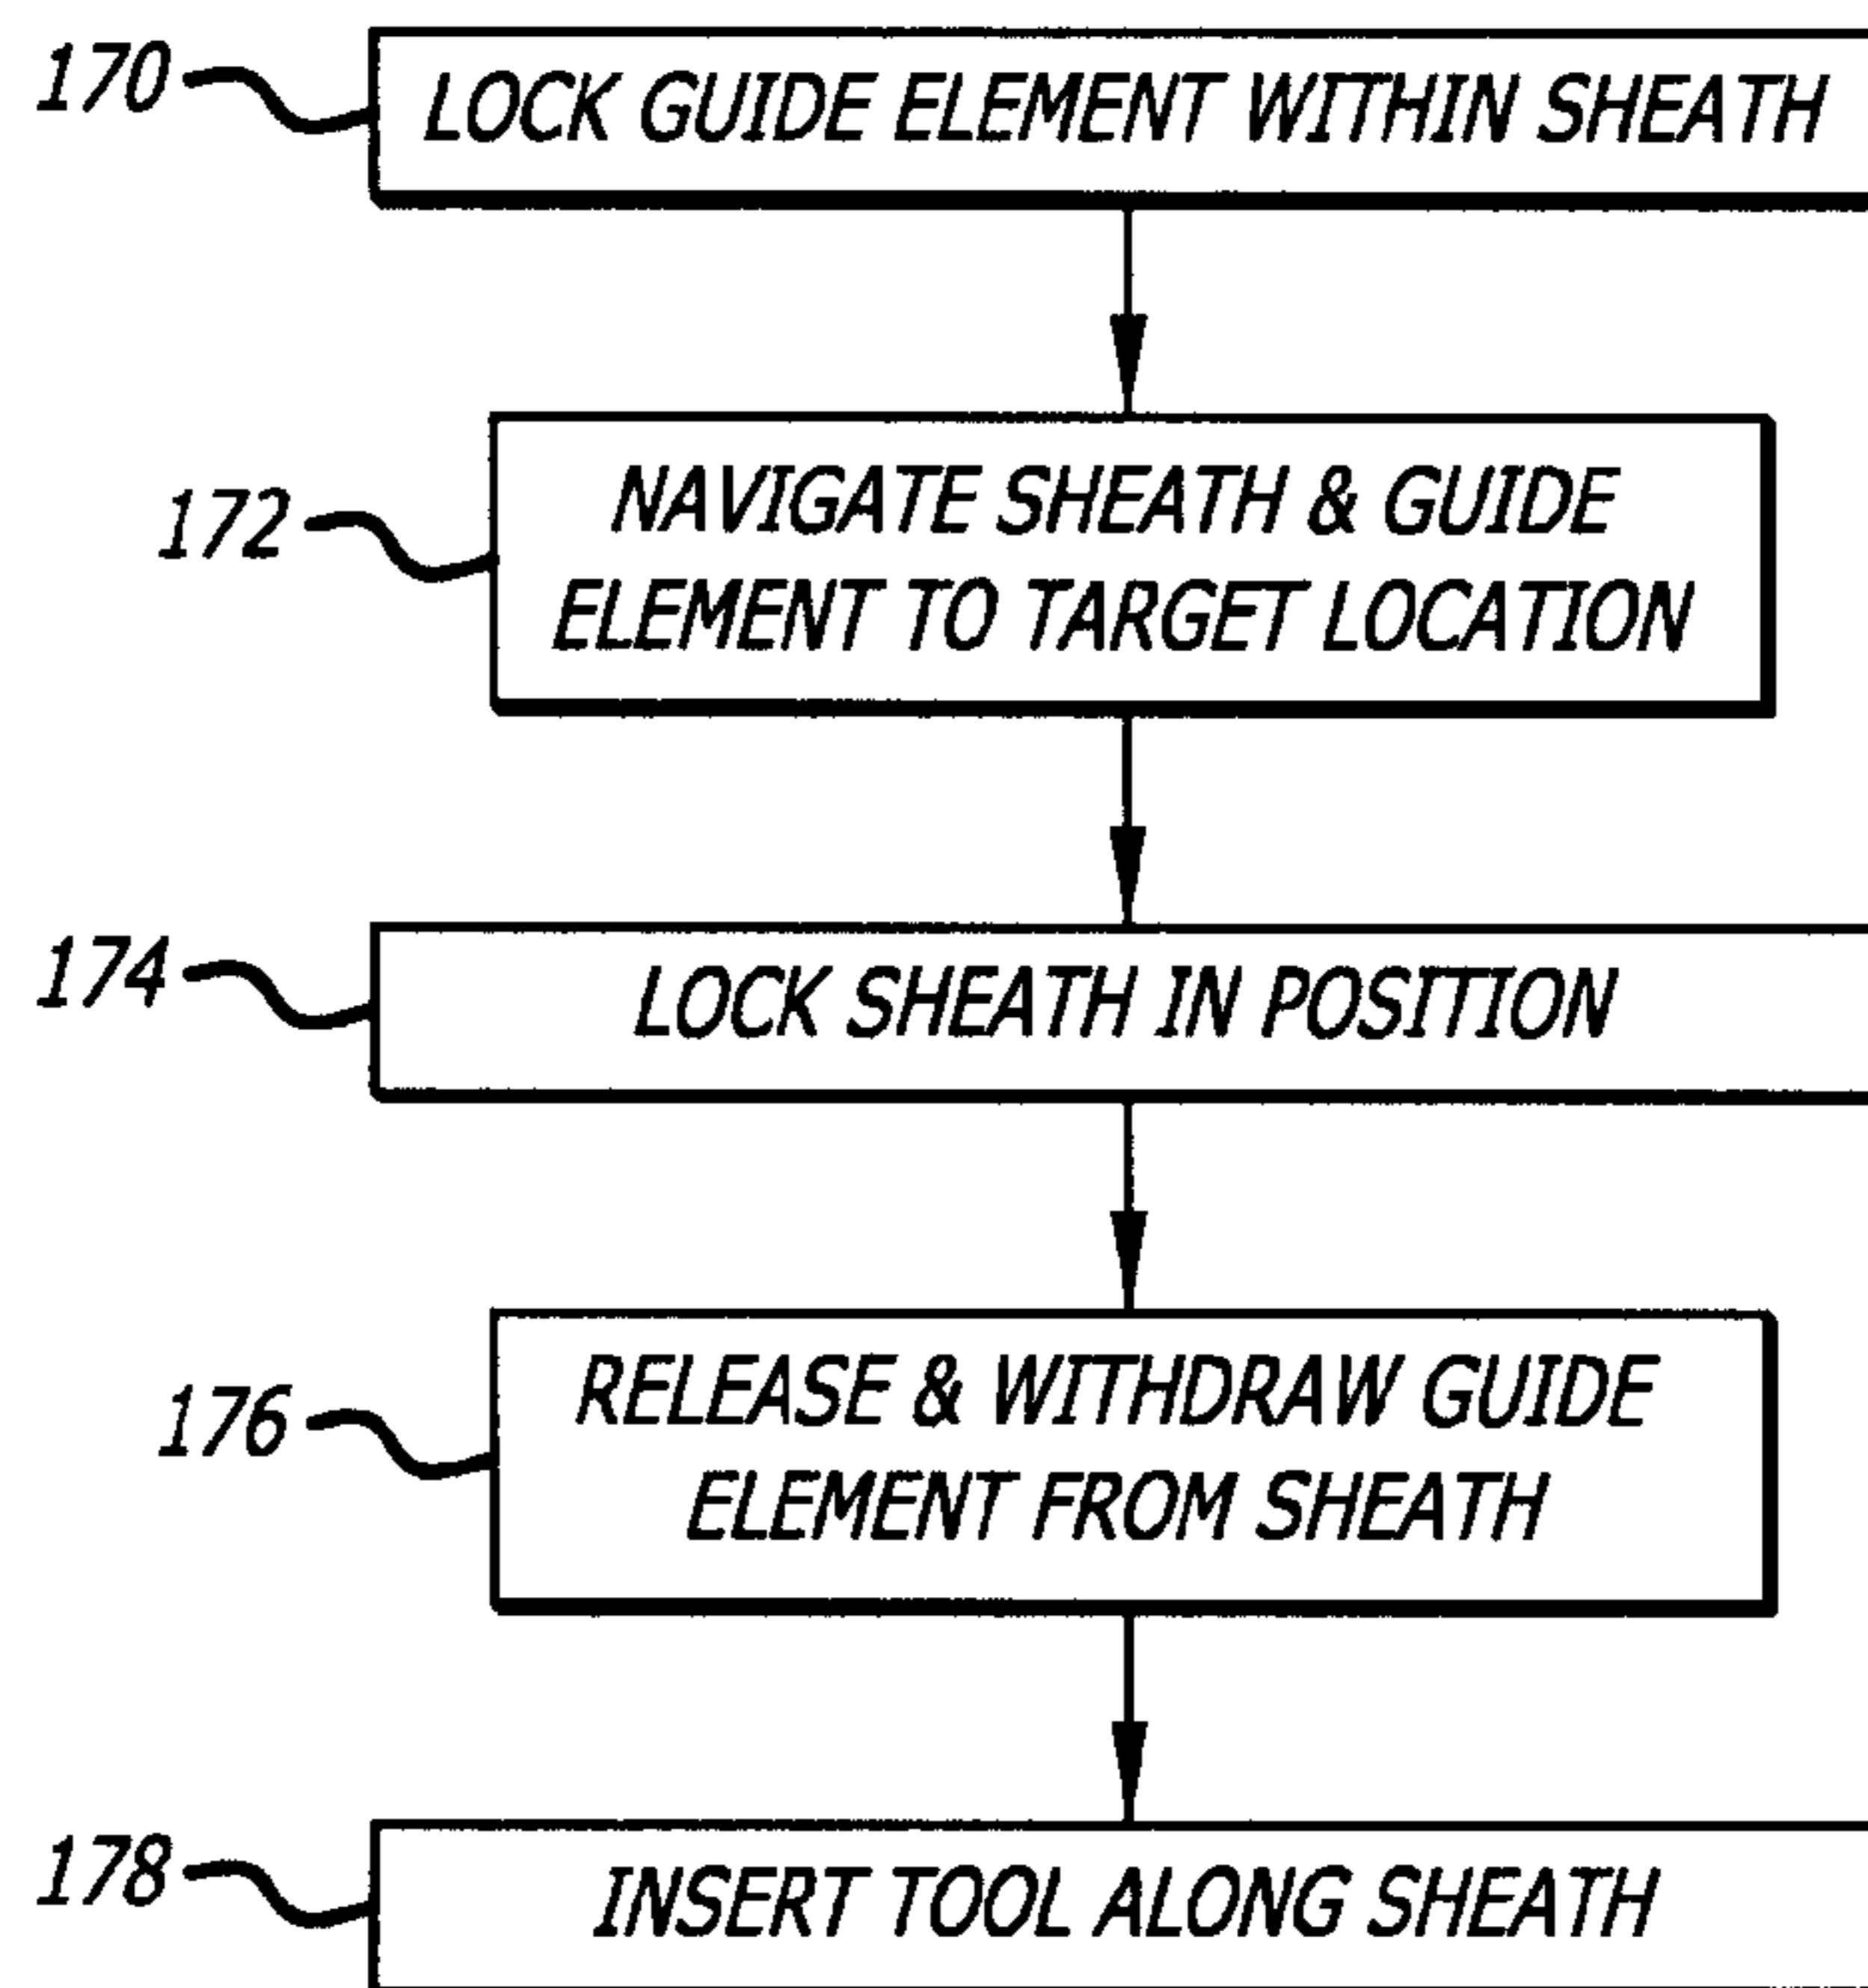 170
LOCK GUIDE ELEMENT WITHIN SHEATH
172
NAVIGATE SHEATH & GUIDE
ELEMENT TO TARGET LOCATION
174
LOCK SHEATH IN POSITION
176
RELEASE & WITHDRAW GUIDE
ELEMENT FROM SHEATH
178
INSERT TOOL ALONG SHEATH